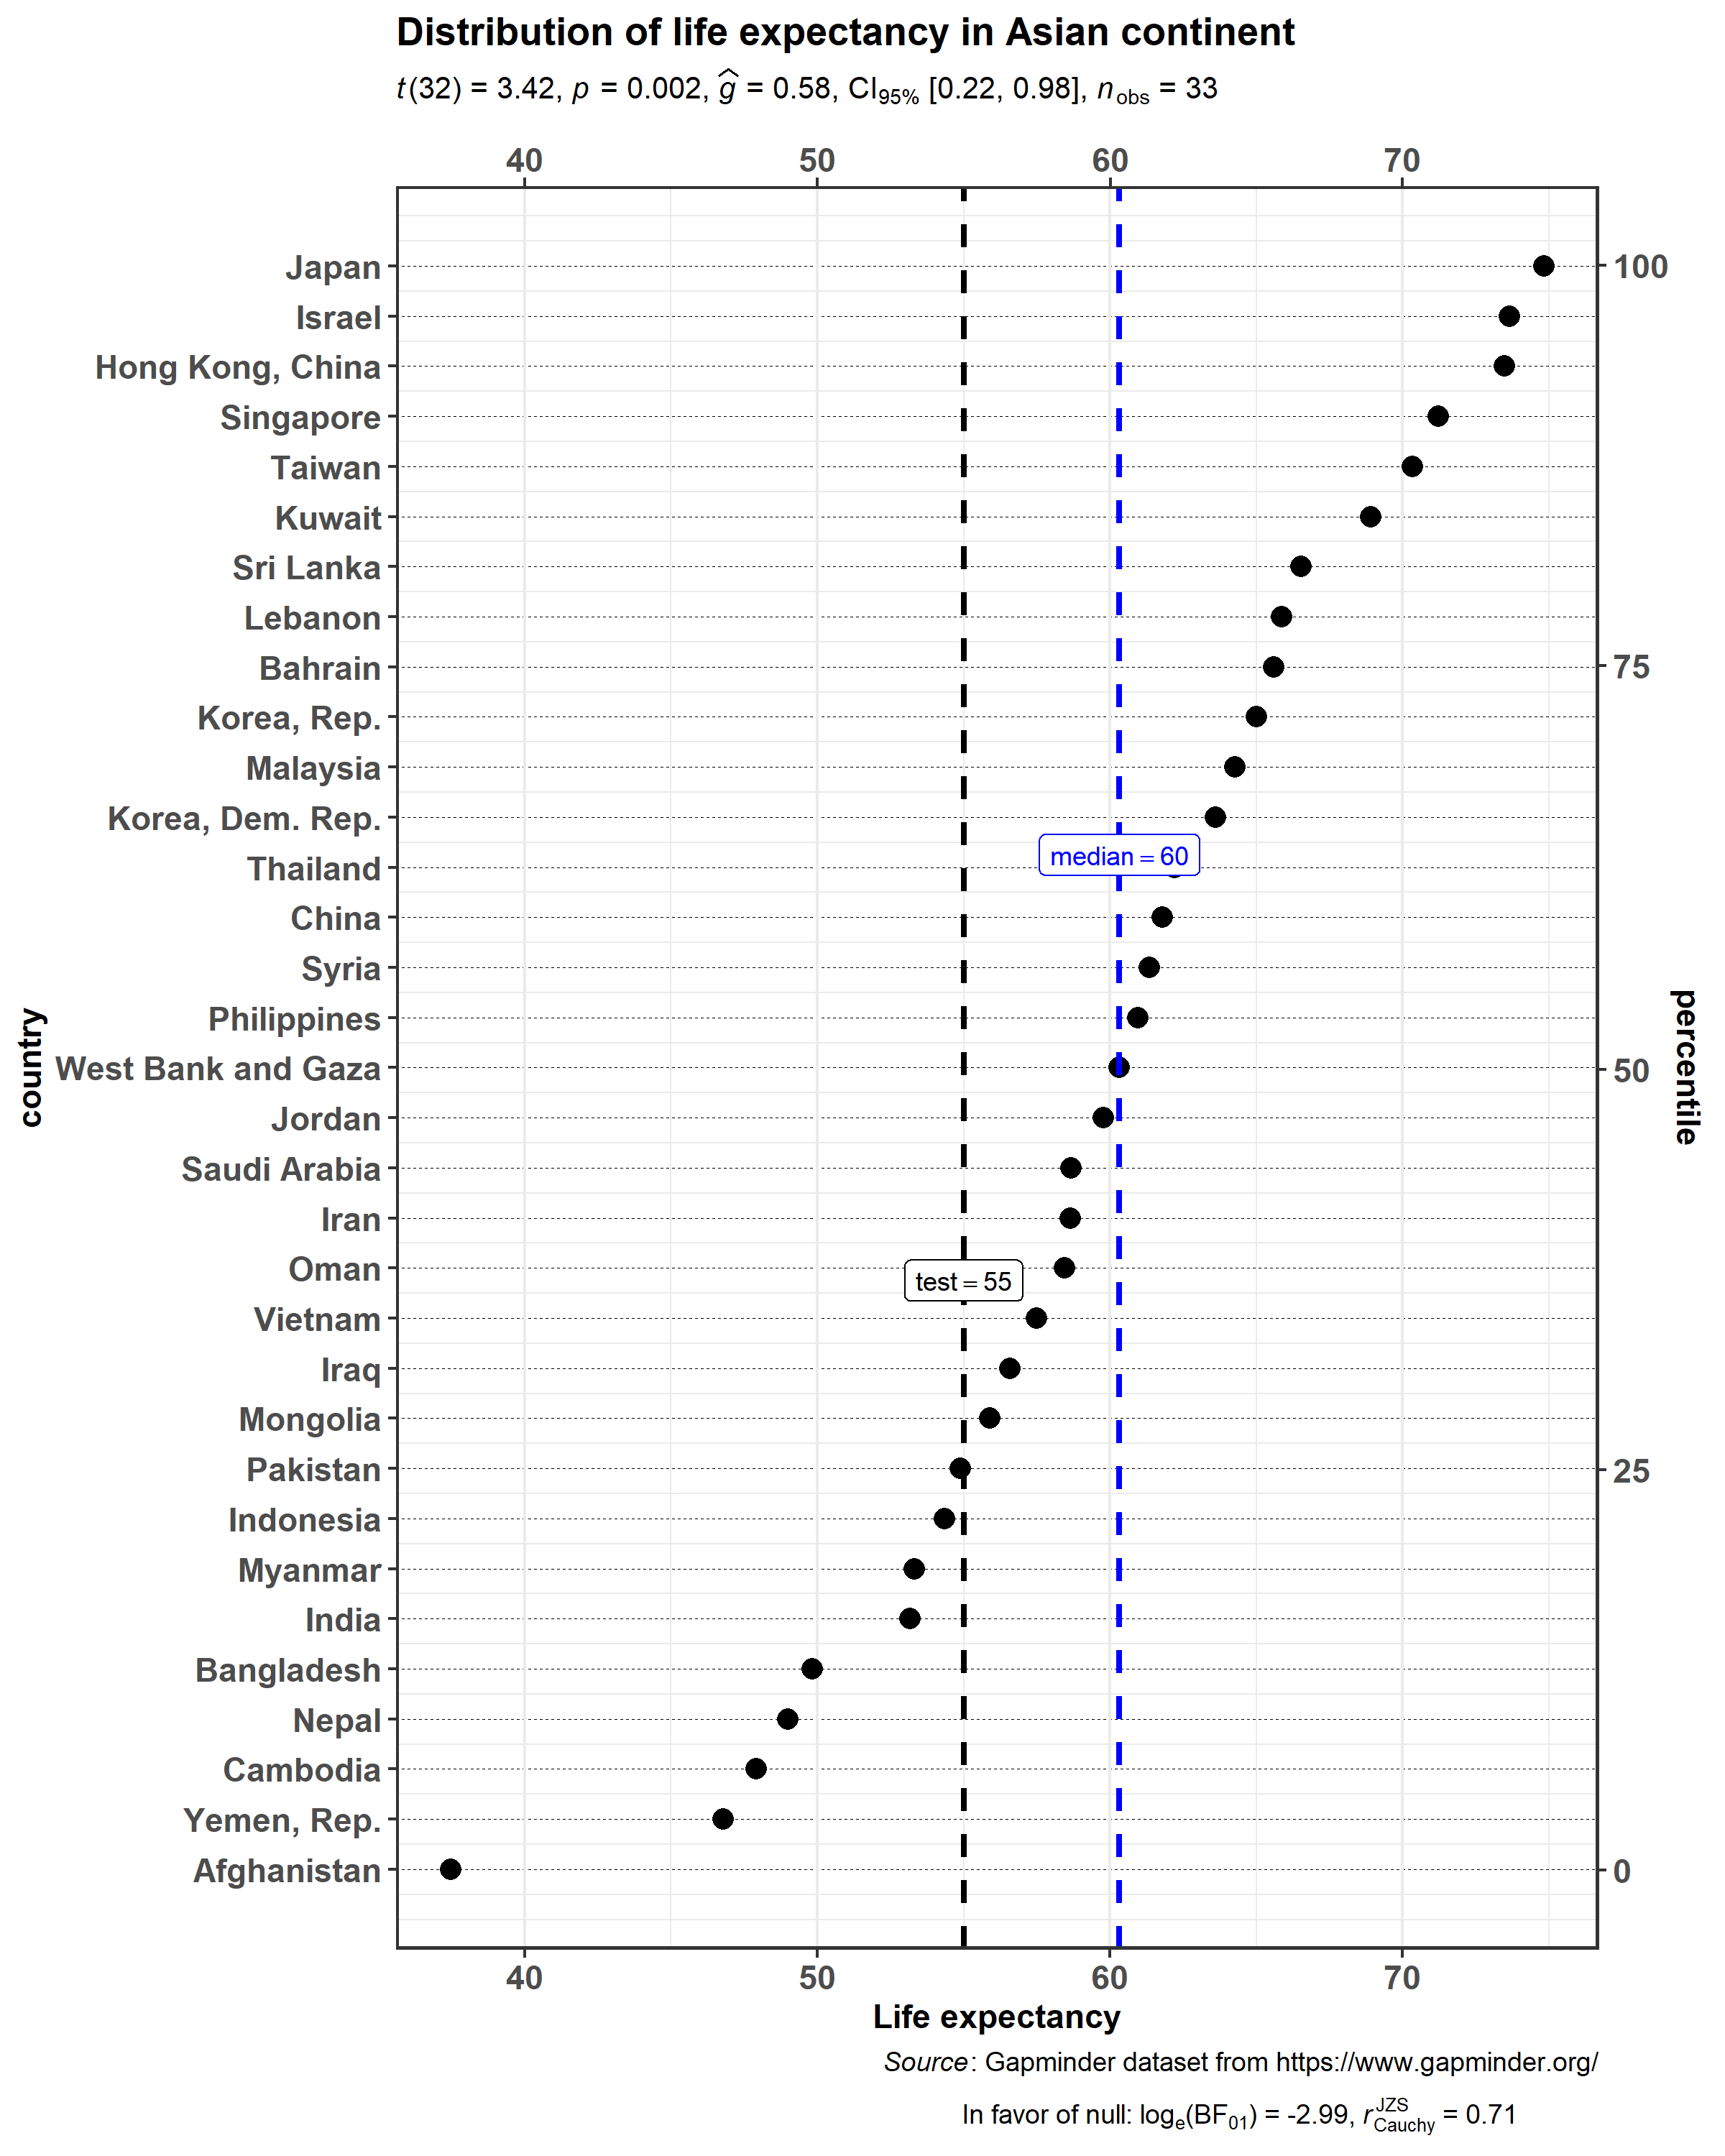 Distribution of life expectancy in Asian continent
t(32) = 3.42, p = 0.002, ĝ = 0.58, CI95% [0.22, 0.98], nobs = 33
40 50 60 70
Japan
Israel
Hong Kong, China
Singapore
Taiwan
Kuwait
Sri Lanka
Lebanon
Bahrain
Korea, Rep.
Malaysia
Korea, Dem. Rep.
Thailand
China
Syria
Philippines
West Bank and Gaza
Jordan
Saudi Arabia
Iran
Oman
Vietnam
Iraq
Mongolia
Pakistan
Indonesia
Myanmar
India
Bangladesh
Nepal
Cambodia
Yemen, Rep.
Afghanistan
country
median = 60
test = 55
100
75
50
25
0
percentile
40 50 60 70
Life expectancy
Source: Gapminder dataset from https://www.gapminder.org/
In favor of null: loge(BF01) = -2.99, rJZSCauchy = 0.71